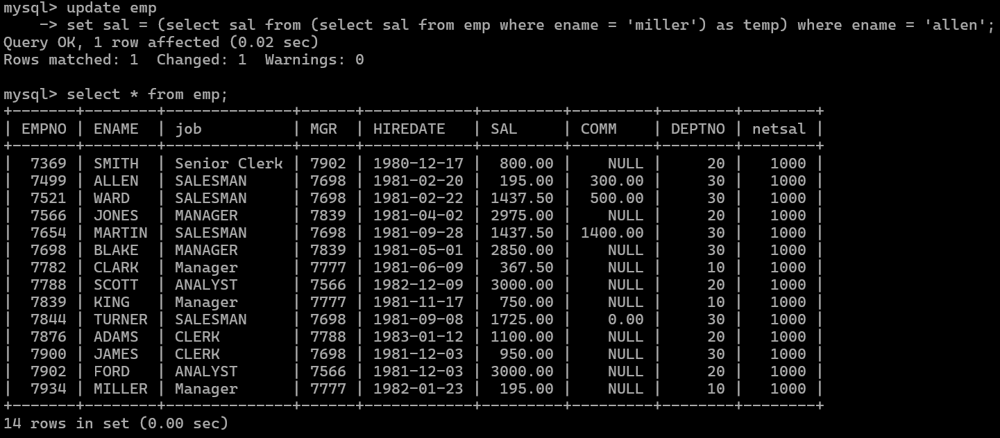 mysql> update emp
    -> set sal = (select sal from (select sal from emp where ename = 'miller') as temp) where ename = 'allen';
Query OK, 1 row affected (0.02 sec)
Rows matched: 1  Changed: 1  Warnings: 0

mysql> select * from emp;
+-------+--------+--------------+------+------------+---------+---------+--------+--------+
| EMPNO | ENAME  | job          | MGR  | HIREDATE   | SAL     | COMM    | DEPTNO | netsal |
+-------+--------+--------------+------+------------+---------+---------+--------+--------+
|  7369 | SMITH  | Senior Clerk | 7902 | 1980-12-17 |  800.00 |    NULL |     20 |   1000 |
|  7499 | ALLEN  | SALESMAN     | 7698 | 1981-02-20 |  195.00 |  300.00 |     30 |   1000 |
|  7521 | WARD   | SALESMAN     | 7698 | 1981-02-22 | 1437.50 |  500.00 |     30 |   1000 |
|  7566 | JONES  | MANAGER      | 7839 | 1981-04-02 | 2975.00 |    NULL |     20 |   1000 |
|  7654 | MARTIN | SALESMAN     | 7698 | 1981-09-28 | 1437.50 | 1400.00 |     30 |   1000 |
|  7698 | BLAKE  | MANAGER      | 7839 | 1981-05-01 | 2850.00 |    NULL |     30 |   1000 |
|  7782 | CLARK  | Manager      | 7777 | 1981-06-09 |  367.50 |    NULL |     10 |   1000 |
|  7788 | SCOTT  | ANALYST      | 7566 | 1982-12-09 | 3000.00 |    NULL |     20 |   1000 |
|  7839 | KING   | Manager      | 7777 | 1981-11-17 |  750.00 |    NULL |     10 |   1000 |
|  7844 | TURNER | SALESMAN     | 7698 | 1981-09-08 | 1725.00 |    0.00 |     30 |   1000 |
|  7876 | ADAMS  | CLERK        | 7788 | 1983-01-12 | 1100.00 |    NULL |     20 |   1000 |
|  7900 | JAMES  | CLERK        | 7698 | 1981-12-03 |  950.00 |    NULL |     30 |   1000 |
|  7902 | FORD   | ANALYST      | 7566 | 1981-12-03 | 3000.00 |    NULL |     20 |   1000 |
|  7934 | MILLER | Manager      | 7777 | 1982-01-23 |  195.00 |    NULL |     10 |   1000 |
+-------+--------+--------------+------+------------+---------+---------+--------+--------+
14 rows in set (0.00 sec)